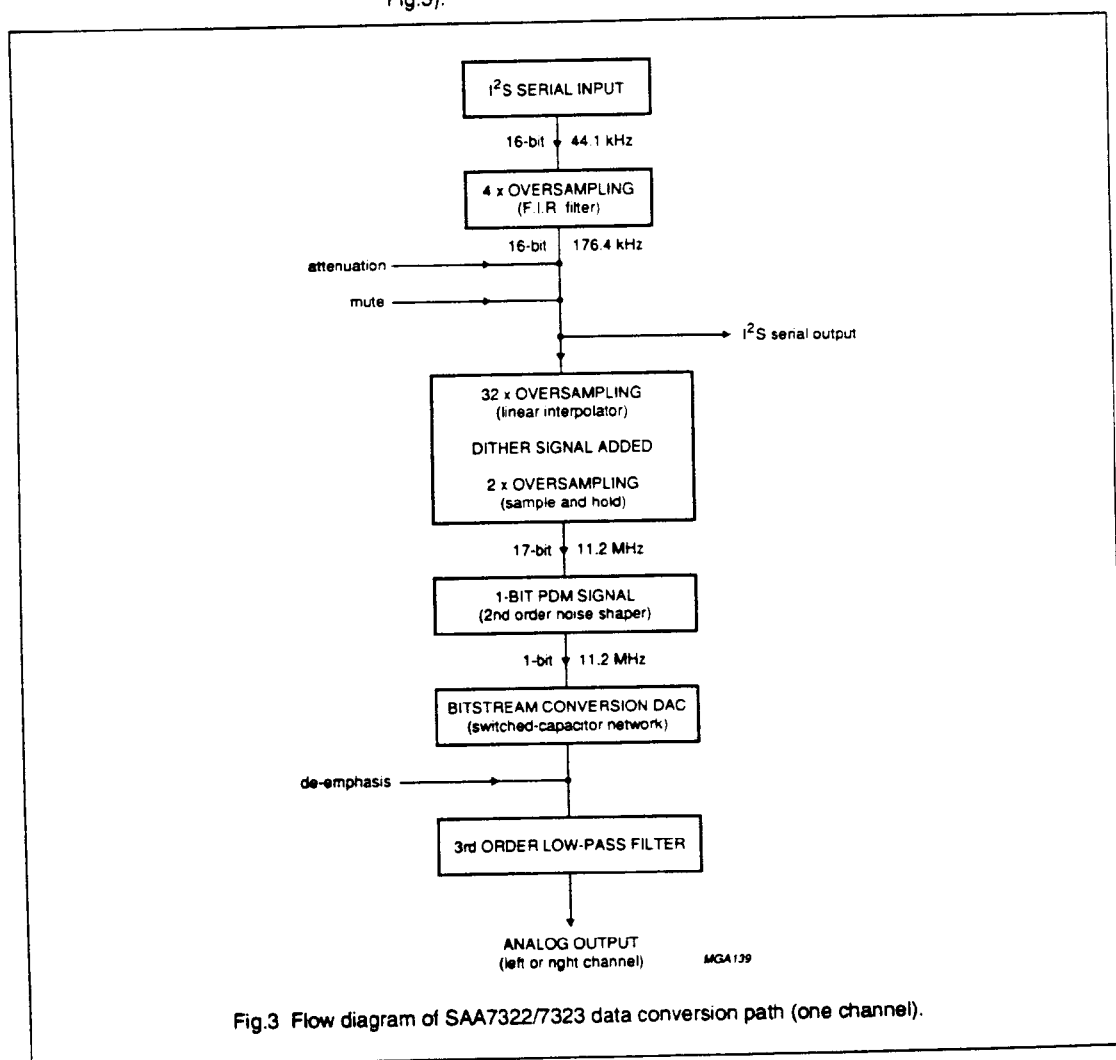 Fig.3).
I²S SERIAL INPUT
16-bit 44.1 kHz
4 x OVERSAMPLING
(F.I.R filter)
16-bit 176.4 kHz
attenuation
mute
I²S serial output
32 x OVERSAMPLING
(linear interpolator)
DITHER SIGNAL ADDED
2 x OVERSAMPLING
(sample and hold)
17-bit 11.2 MHz
1-BIT PDM SIGNAL
(2nd order noise shaper)
1-bit 11.2 MHz
BITSTREAM CONVERSION DAC
(switched-capacitor network)
de-emphasis
3rd ORDER LOW-PASS FILTER
ANALOG OUTPUT
(left or right channel)
MGA139
Fig.3 Flow diagram of SAA7322/7323 data conversion path (one channel).